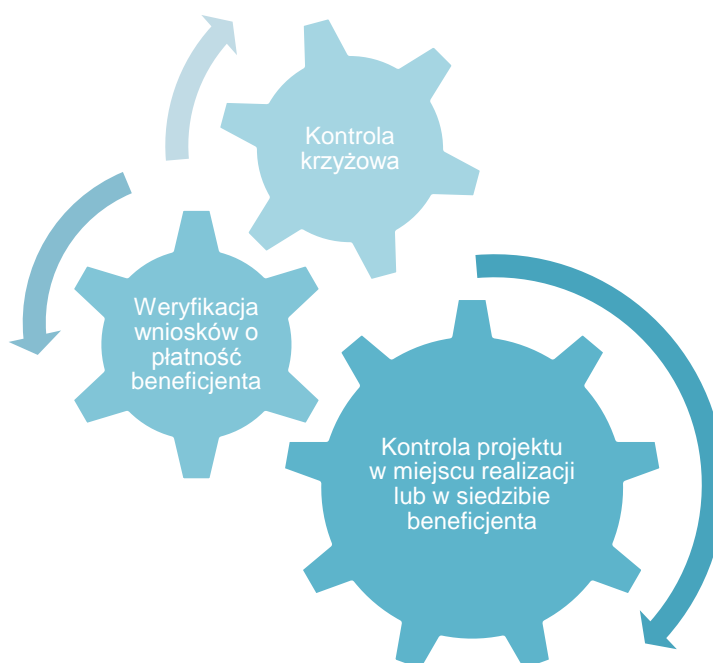 Kontrola
krzyżowa
Weryfikacja
wniosków o
płatność
beneficjenta
Kontrola projektu
w miejscu realizacji
lub w siedzibie
beneficjenta